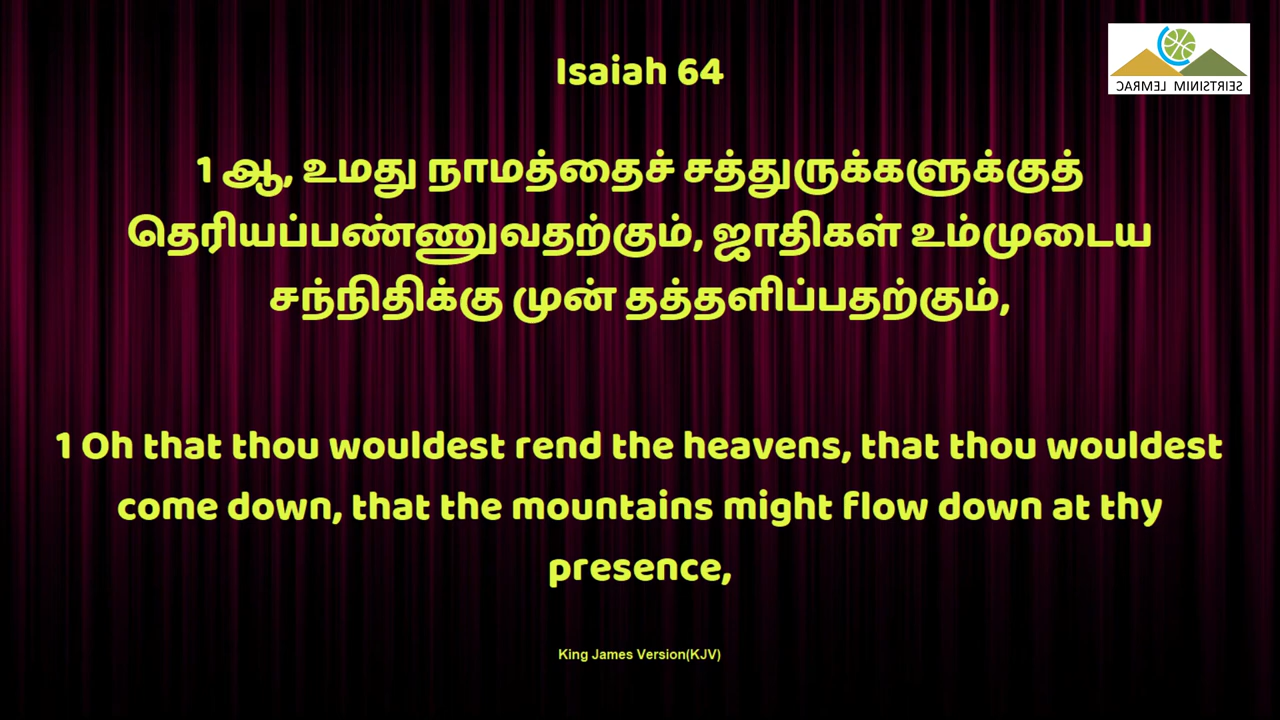 Isaiah 64
CARMEL MINISTRIES
1 ஆ, உமது நாமத்தைச் சத்துருக்களுக்குத்
தெரியப்பண்ணுவதற்கும், ஜாதிகள் உம்முடைய
சந்நிதிக்கு முன் தத்தளிப்பதற்கும்,
1 Oh that thou wouldest rend the heavens, that thou wouldest
come down, that the mountains might flow down at thy
presence,
King James Version(KJV)